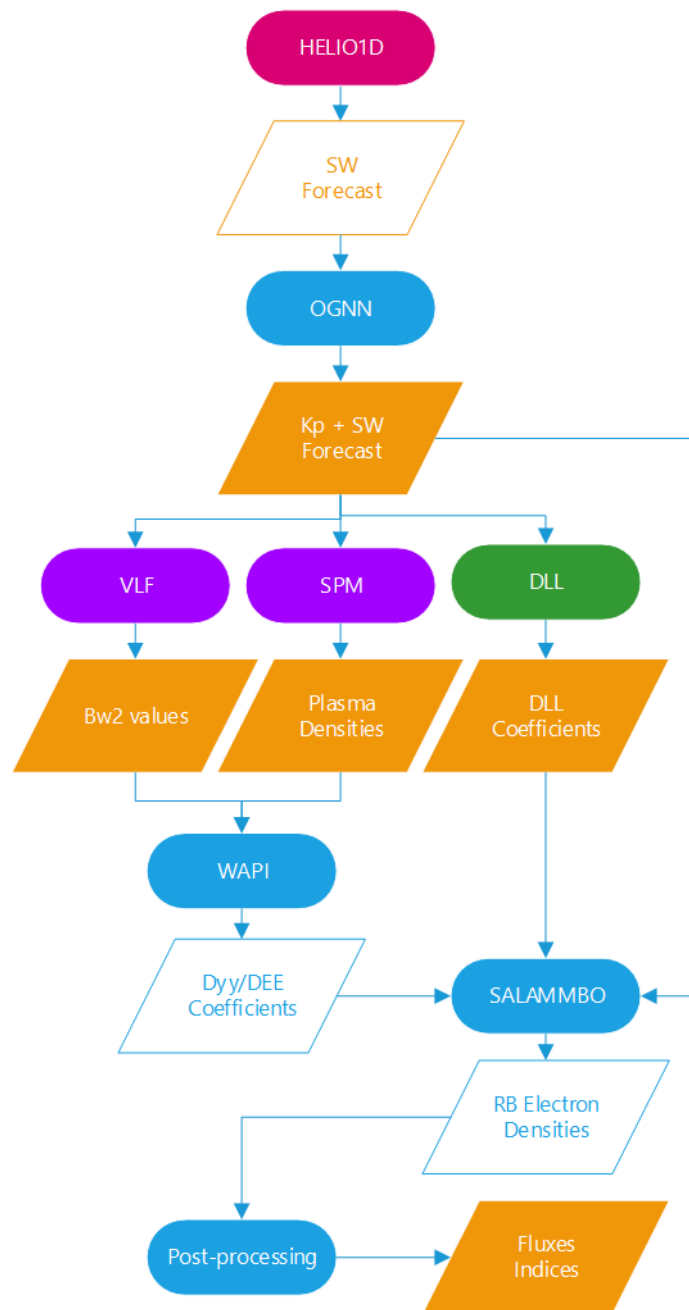 HELIO1D
SW
Forecast
OGNN
Kp + SW
Forecast
VLF
SPM
DLL
Bw2 values
Plasma
Densities
DLL
Coefficients
WAPI
Dyy/DEE
Coefficients
SALAMMBO
RB Electron
Densities
Post-processing
Fluxes
Indices